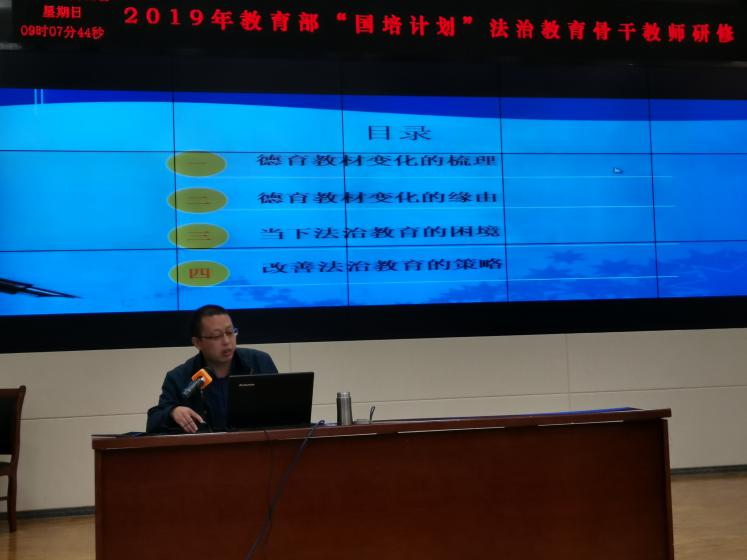 星期日
09时07分44秒
2019年教育部“国培计划”法治教育骨干教师研修
目录
一 德育教材变化的梳理
二 德育教材变化的缘由
三 当下法治教育的困境
四 改善法治教育的策略
lenovo